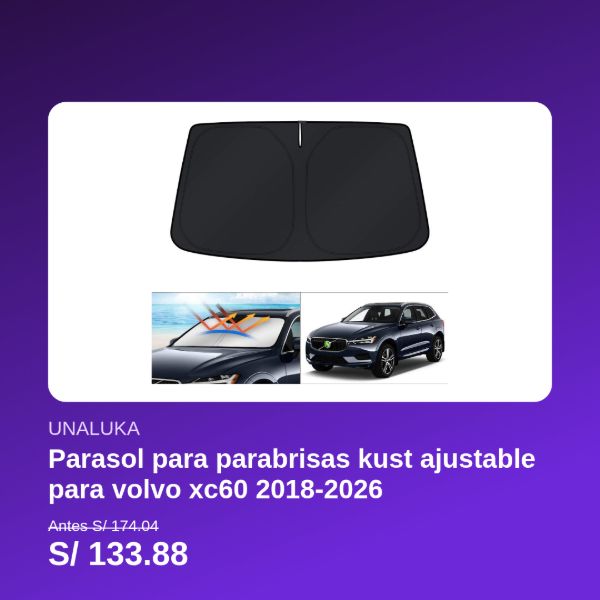 UNALUKA
Parasol para parabrisas kust ajustable
para volvo xc60 2018-2026
Antes S/ 174.04
S/ 133.88